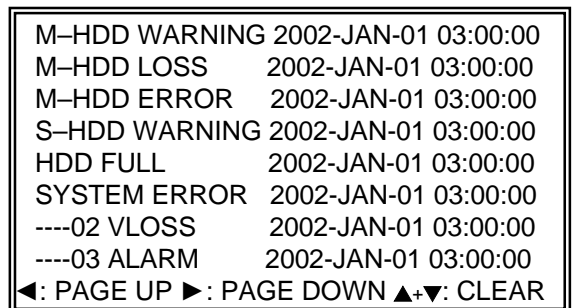 M–HDD WARNING 2002-JAN-01 03:00:00
M–HDD LOSS 2002-JAN-01 03:00:00
M–HDD ERROR 2002-JAN-01 03:00:00
S–HDD WARNING 2002-JAN-01 03:00:00
HDD FULL 2002-JAN-01 03:00:00
SYSTEM ERROR 2002-JAN-01 03:00:00
----02 VLOSS 2002-JAN-01 03:00:00
----03 ALARM 2002-JAN-01 03:00:00
◄: PAGE UP ►: PAGE DOWN ▲+▼: CLEAR